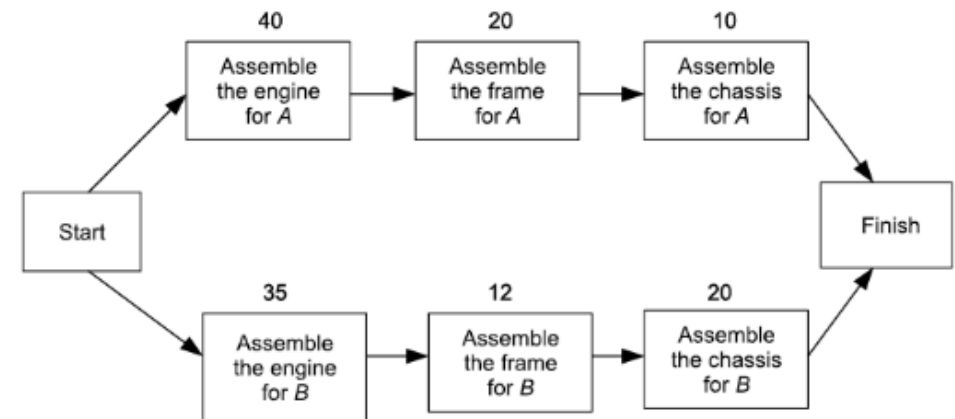 40
20
10
Assemble
the engine
for A
Assemble
the frame
for A
Assemble
the chassis
for A
Start
Finish
35
12
20
Assemble
the engine
for B
Assemble
the frame
for B
Assemble
the chassis
for B